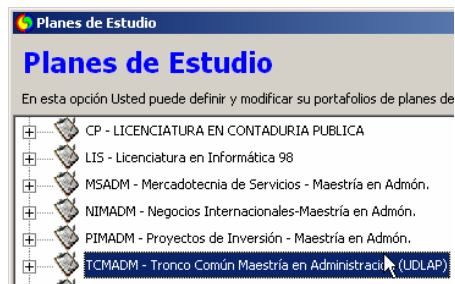 Planes de Estudio
Planes de Estudio
En esta opción Usted puede definir y modificar su portafolios de planes de
CP - LICENCIATURA EN CONTADURIA PUBLICA
LIS - Licenciatura en Informática 98
MSADM - Mercadotecnia de Servicios - Maestría en Admón.
NIMADM - Negocios Internacionales-Maestría en Admón.
PIMADM - Proyectos de Inversión - Maestría en Admón.
TCMADM - Tronco Común Maestría en Administración (UDLAP)